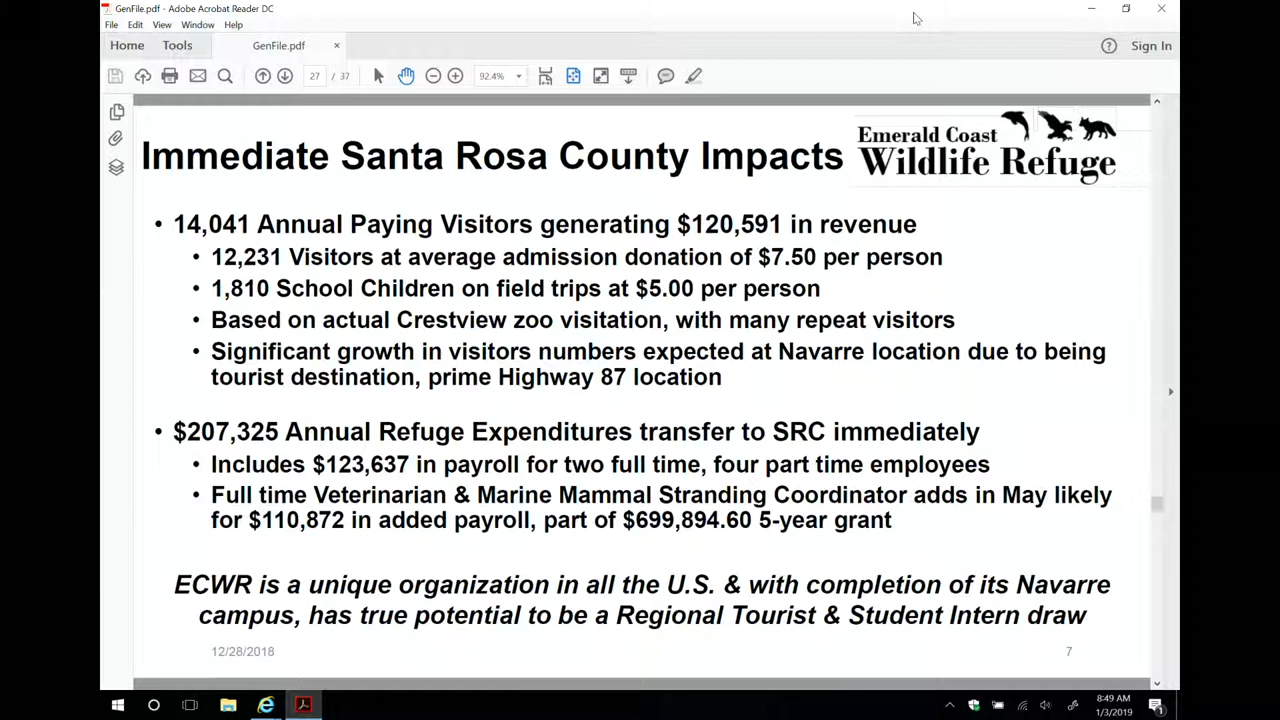 GenFile.pdf - Adobe Acrobat Reader DC
File Edit View Window Help
Home Tools GenFile.pdf × ? Sign In
27 / 37 92.4%
Immediate Santa Rosa County Impacts
Emerald Coast
Wildlife Refuge
• 14,041 Annual Paying Visitors generating $120,591 in revenue
• 12,231 Visitors at average admission donation of $7.50 per person
• 1,810 School Children on field trips at $5.00 per person
• Based on actual Crestview zoo visitation, with many repeat visitors
• Significant growth in visitors numbers expected at Navarre location due to being
tourist destination, prime Highway 87 location
• $207,325 Annual Refuge Expenditures transfer to SRC immediately
• Includes $123,637 in payroll for two full time, four part time employees
• Full time Veterinarian & Marine Mammal Stranding Coordinator adds in May likely
for $110,872 in added payroll, part of $699,894.60 5-year grant
ECWR is a unique organization in all the U.S. & with completion of its Navarre
campus, has true potential to be a Regional Tourist & Student Intern draw
12/28/2018 7
8:49 AM
1/3/2019